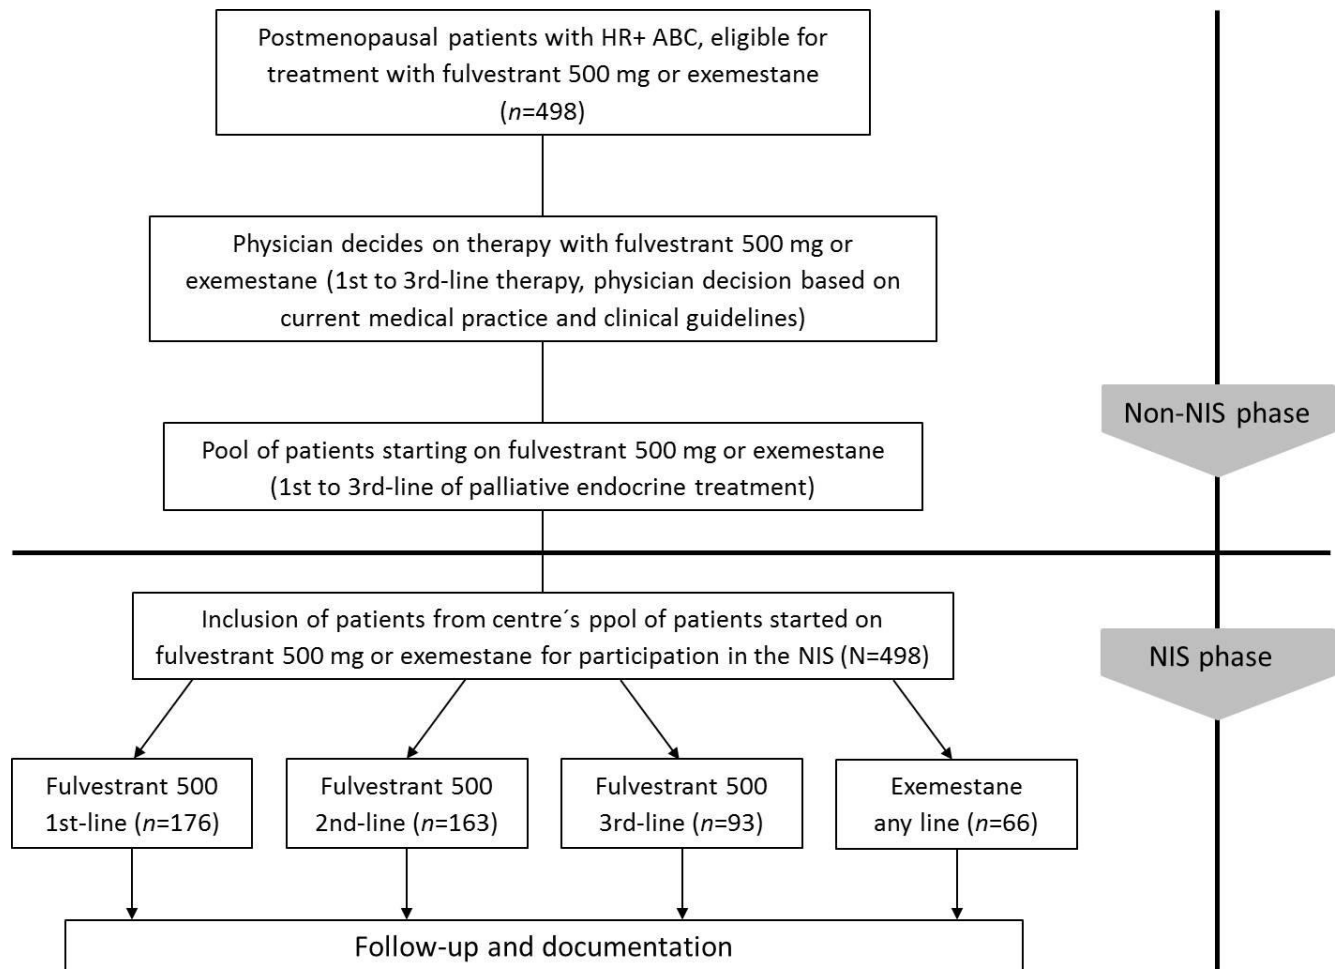 Postmenopausal patients with HR+ ABC, eligible for
treatment with fulvestrant 500 mg or exemestane
(n=498)
Physician decides on therapy with fulvestrant 500 mg or
exemestane (1st to 3rd-line therapy, physician decision based on
current medical practice and clinical guidelines)
Non-NIS phase
Pool of patients starting on fulvestrant 500 mg or exemestane
(1st to 3rd-line of palliative endocrine treatment)
Inclusion of patients from centre´s ppol of patients started on
fulvestrant 500 mg or exemestane for participation in the NIS (N=498)
NIS phase
Fulvestrant 500
1st-line (n=176)
Fulvestrant 500
2nd-line (n=163)
Fulvestrant 500
3rd-line (n=93)
Exemestane
any line (n=66)
Follow-up and documentation